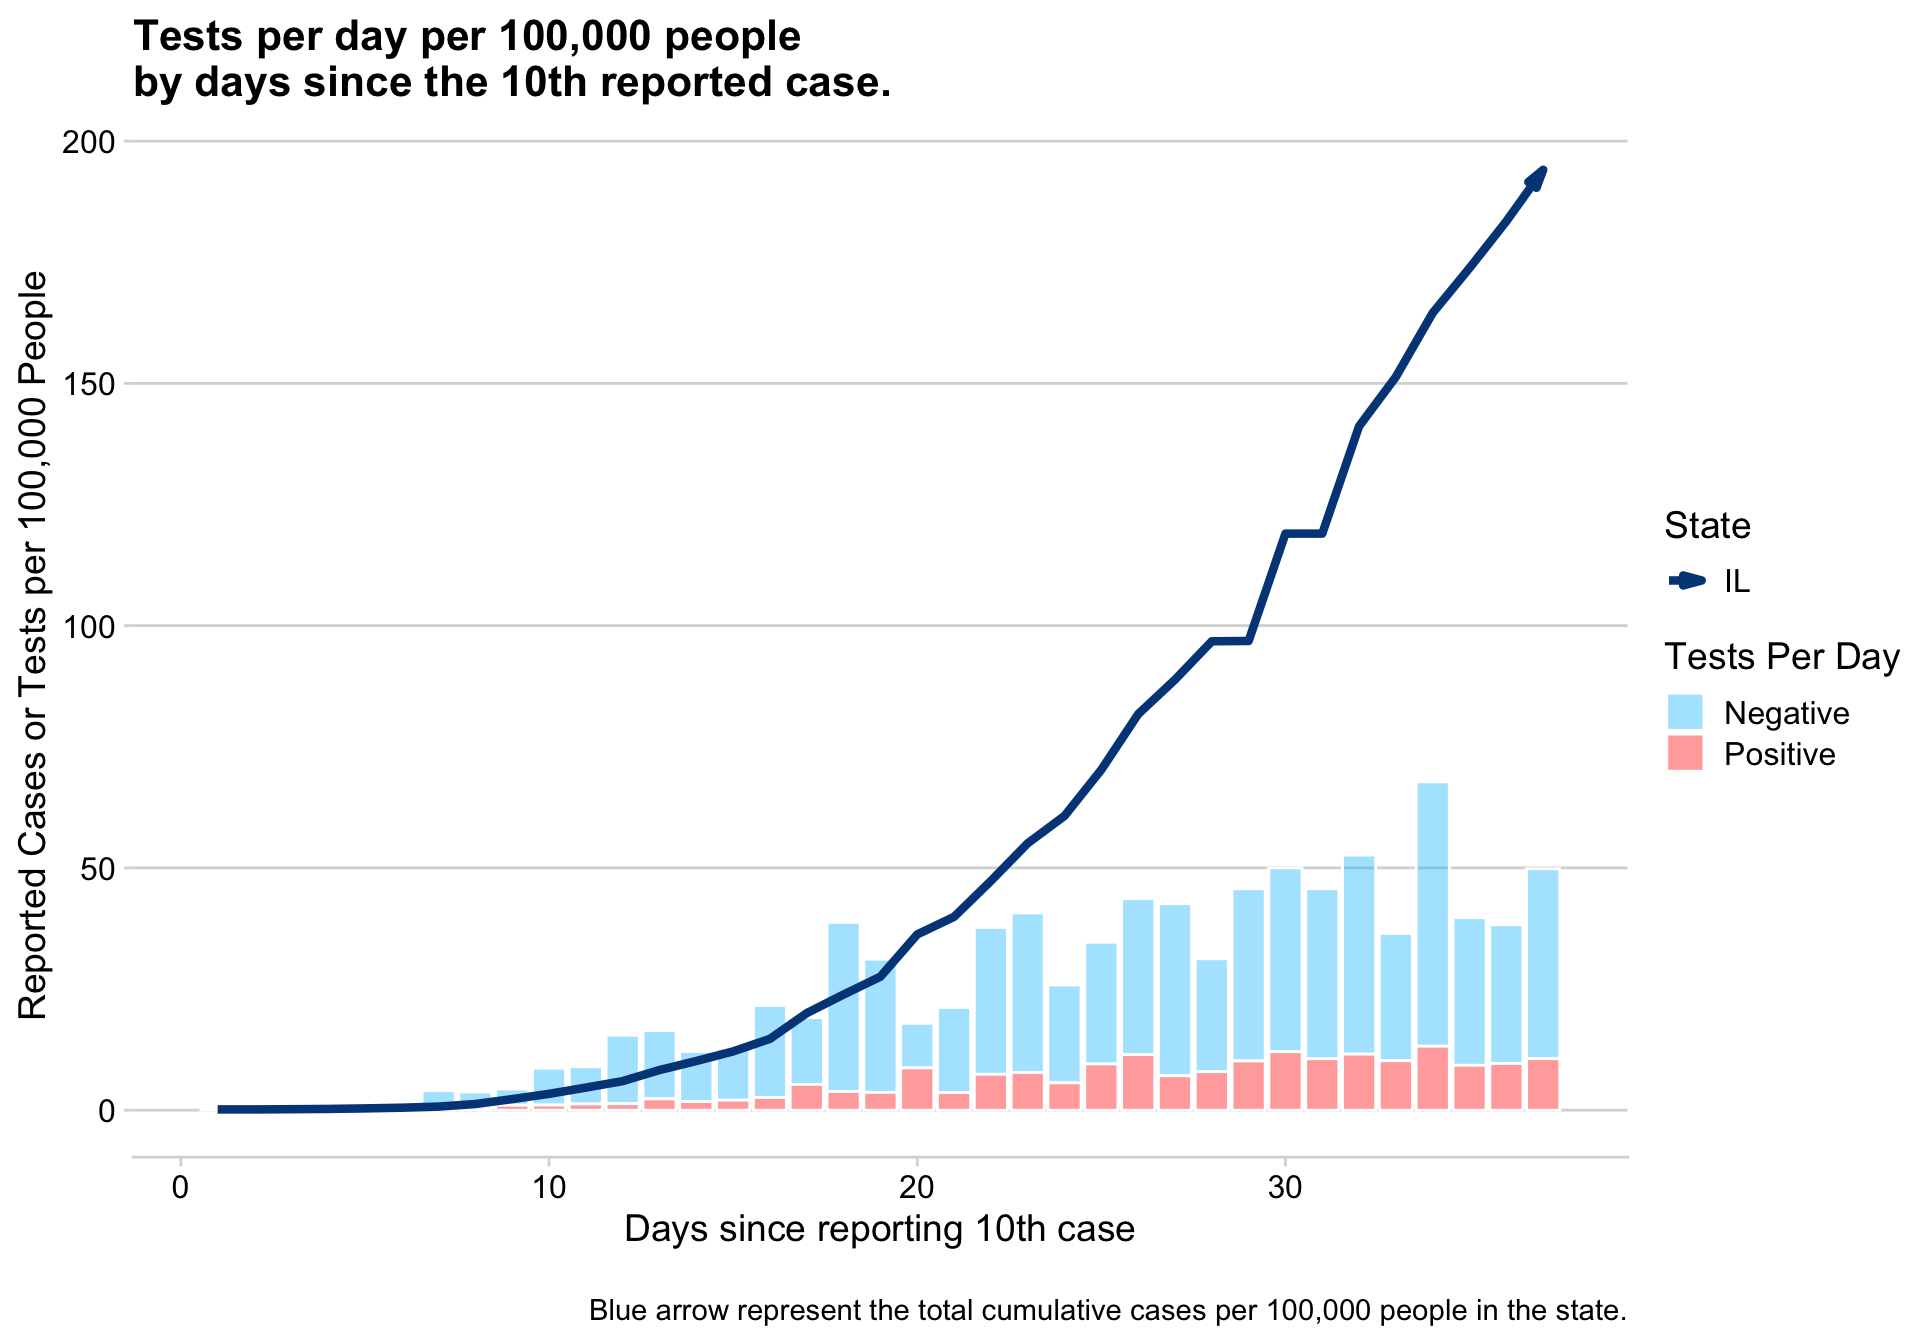 Tests per day per 100,000 people
by days since the 10th reported case.
Reported Cases or Tests per 100,000 People
200
150
100
50
0
0 10 20 30
Days since reporting 10th case
State
IL
Tests Per Day
Negative
Positive
Blue arrow represent the total cumulative cases per 100,000 people in the state.